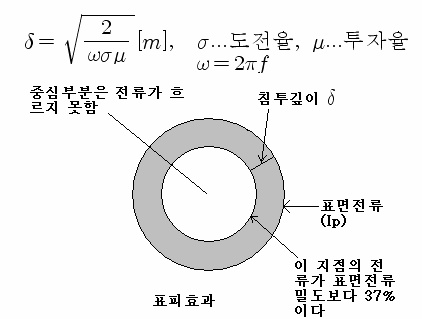 δ = √(2/ωσμ) [m], σ...도전율, μ...투자율
ω = 2πf
중심부분은 전류가 흐
르지 못함
침투깊이 δ
표면전류
(Ip)
이 지점의 전
류가 표면전류
밀도보다 37%
이다
표피효과